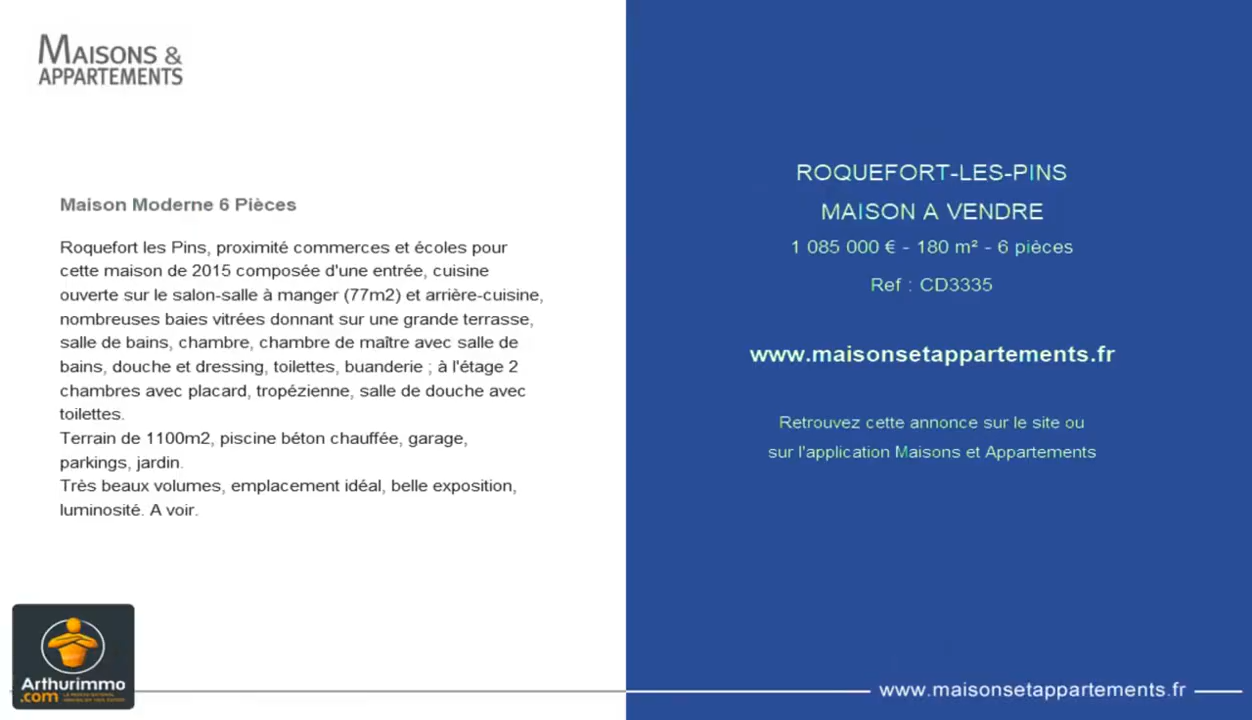 MAISONS &
APPARTEMENTS
Maison Moderne 6 Pièces
Roquefort les Pins, proximité commerces et écoles pour
cette maison de 2015 composée d'une entrée, cuisine
ouverte sur le salon-salle à manger (77m2) et arrière-cuisine,
nombreuses baies vitrées donnant sur une grande terrasse,
salle de bains, chambre, chambre de maître avec salle de
bains, douche et dressing, toilettes, buanderie ; à l'étage 2
chambres avec placard, tropézienne, salle de douche avec
toilettes.
Terrain de 1100m2, piscine béton chauffée, garage,
parkings, jardin.
Très beaux volumes, emplacement idéal, belle exposition,
luminosité. A voir.
Arthurimmo
.com
ROQUEFORT-LES-PINS
MAISON A VENDRE
1 085 000 € - 180 m² - 6 pièces
Ref : CD3335
www.maisonsetappartements.fr
Retrouvez cette annonce sur le site ou
sur l'application Maisons et Appartements
www.maisonsetappartements.fr